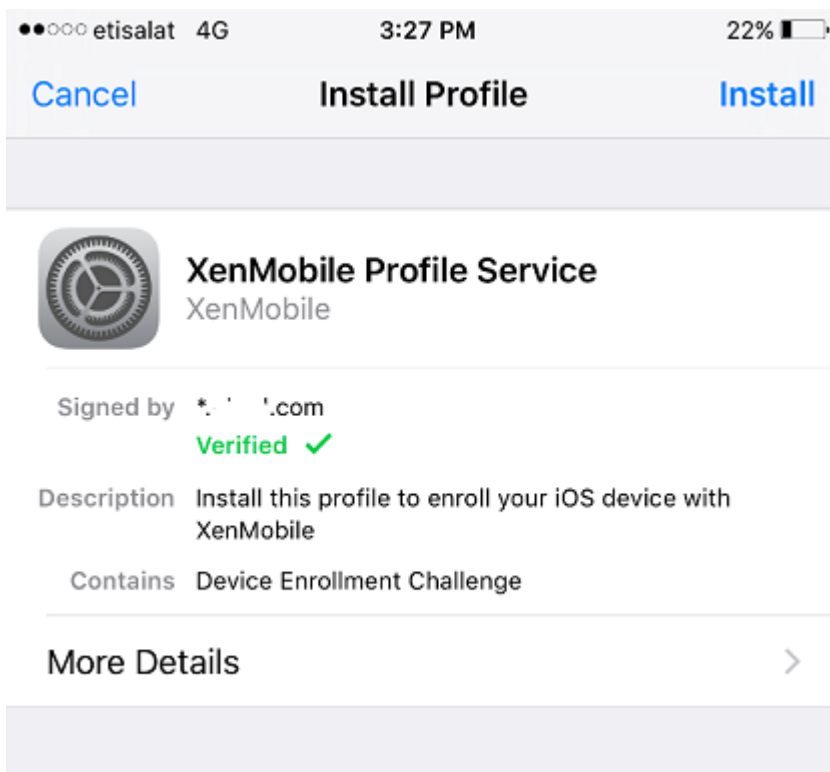 etisalat 4G 3:27 PM 22%
Cancel Install Profile Install
XenMobile Profile Service
XenMobile
Signed by *. .com
Verified ✓
Description Install this profile to enroll your iOS device with
XenMobile
Contains Device Enrollment Challenge
More Details